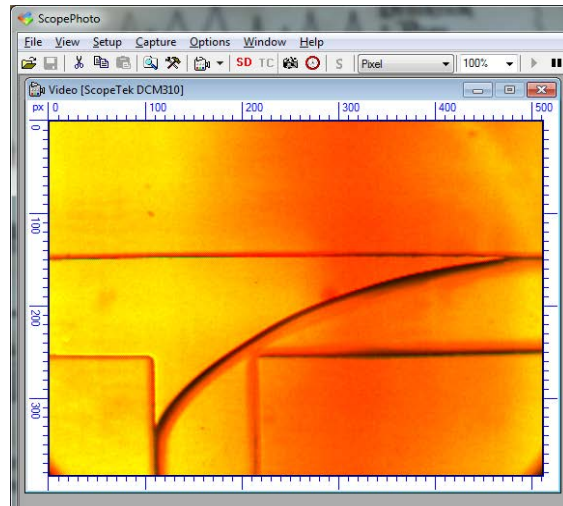 ScopePhoto
File View Setup Capture Options Window Help
SD TC S Pixel 100%
Video [ScopeTek DCM310]
px 0 100 200 300 400 500
0
100
200
300